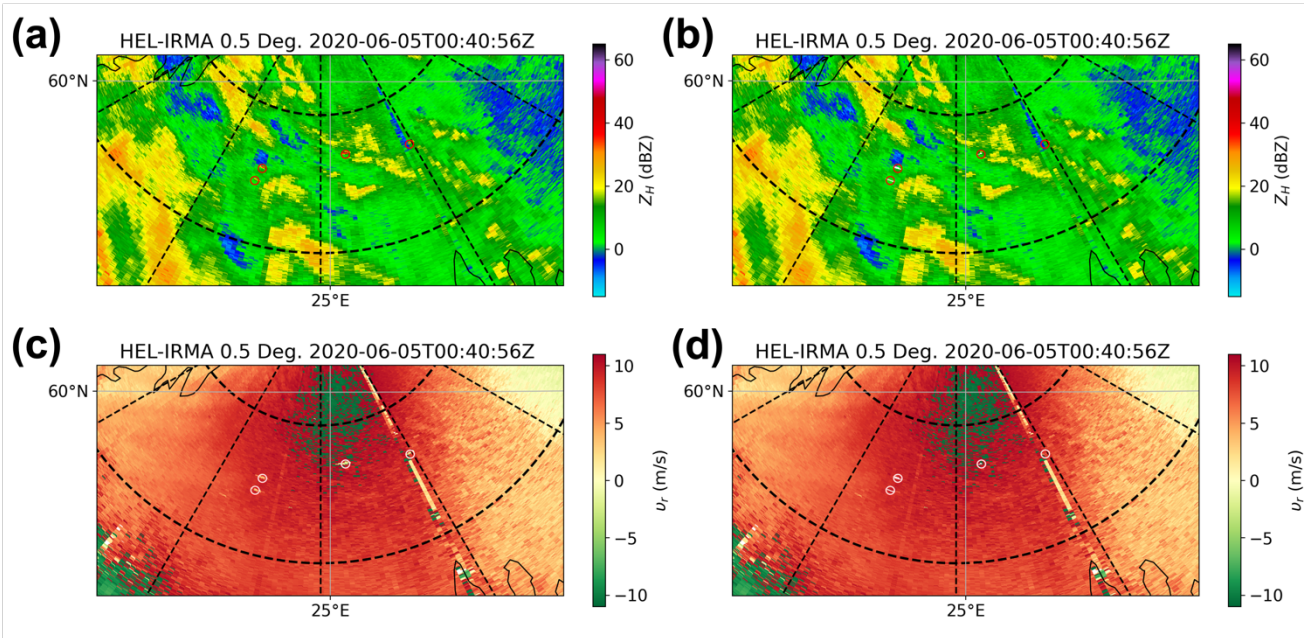 (a)
HEL-IRMA 0.5 Deg. 2020-06-05T00:40:56Z
60°N
25°E
60
40
20
0
Z_H (dBZ)
(b)
HEL-IRMA 0.5 Deg. 2020-06-05T00:40:56Z
60°N
25°E
60
40
20
0
Z_H (dBZ)
(c)
HEL-IRMA 0.5 Deg. 2020-06-05T00:40:56Z
60°N
25°E
10
5
0
−5
−10
υ_r (m/s)
(d)
HEL-IRMA 0.5 Deg. 2020-06-05T00:40:56Z
60°N
25°E
10
5
0
−5
−10
υ_r (m/s)